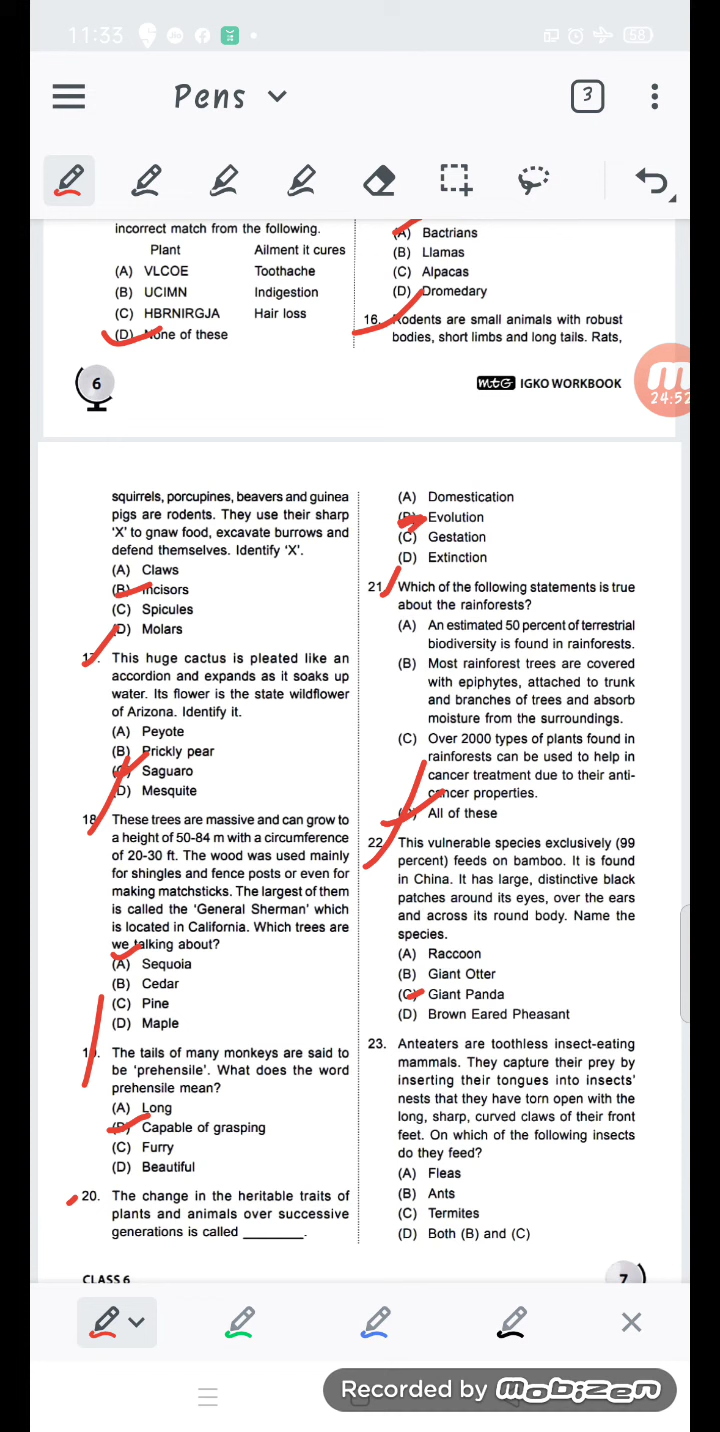 11:33
58
Pens
3
incorrect match from the following.
Plant Ailment it cures
(A) VLCOE Toothache
(B) UCIMN Indigestion
(C) HBRNIRGJA Hair loss
(D) None of these
6
(A) Bactrians
(B) Llamas
(C) Alpacas
(D) Dromedary
16. Rodents are small animals with robust
bodies, short limbs and long tails. Rats,
mtG IGKO WORKBOOK
24:52
squirrels, porcupines, beavers and guinea
pigs are rodents. They use their sharp
'X' to gnaw food, excavate burrows and
defend themselves. Identify 'X'.
(A) Claws
(B) Incisors
(C) Spicules
(D) Molars
17. This huge cactus is pleated like an
accordion and expands as it soaks up
water. Its flower is the state wildflower
of Arizona. Identify it.
(A) Peyote
(B) Prickly pear
(C) Saguaro
(D) Mesquite
18. These trees are massive and can grow to
a height of 50-84 m with a circumference
of 20-30 ft. The wood was used mainly
for shingles and fence posts or even for
making matchsticks. The largest of them
is called the 'General Sherman' which
is located in California. Which trees are
we talking about?
(A) Sequoia
(B) Cedar
(C) Pine
(D) Maple
19. The tails of many monkeys are said to
be 'prehensile'. What does the word
prehensile mean?
(A) Long
(B) Capable of grasping
(C) Furry
(D) Beautiful
20. The change in the heritable traits of
plants and animals over successive
generations is called ________.
CLASS 6
(A) Domestication
(B) Evolution
(C) Gestation
(D) Extinction
21. Which of the following statements is true
about the rainforests?
(A) An estimated 50 percent of terrestrial
biodiversity is found in rainforests.
(B) Most rainforest trees are covered
with epiphytes, attached to trunk
and branches of trees and absorb
moisture from the surroundings.
(C) Over 2000 types of plants found in
rainforests can be used to help in
cancer treatment due to their anti-
cancer properties.
(D) All of these
22. This vulnerable species exclusively (99
percent) feeds on bamboo. It is found
in China. It has large, distinctive black
patches around its eyes, over the ears
and across its round body. Name the
species.
(A) Raccoon
(B) Giant Otter
(C) Giant Panda
(D) Brown Eared Pheasant
23. Anteaters are toothless insect-eating
mammals. They capture their prey by
inserting their tongues into insects'
nests that they have torn open with the
long, sharp, curved claws of their front
feet. On which of the following insects
do they feed?
(A) Fleas
(B) Ants
(C) Termites
(D) Both (B) and (C)
7
Recorded by mobizen